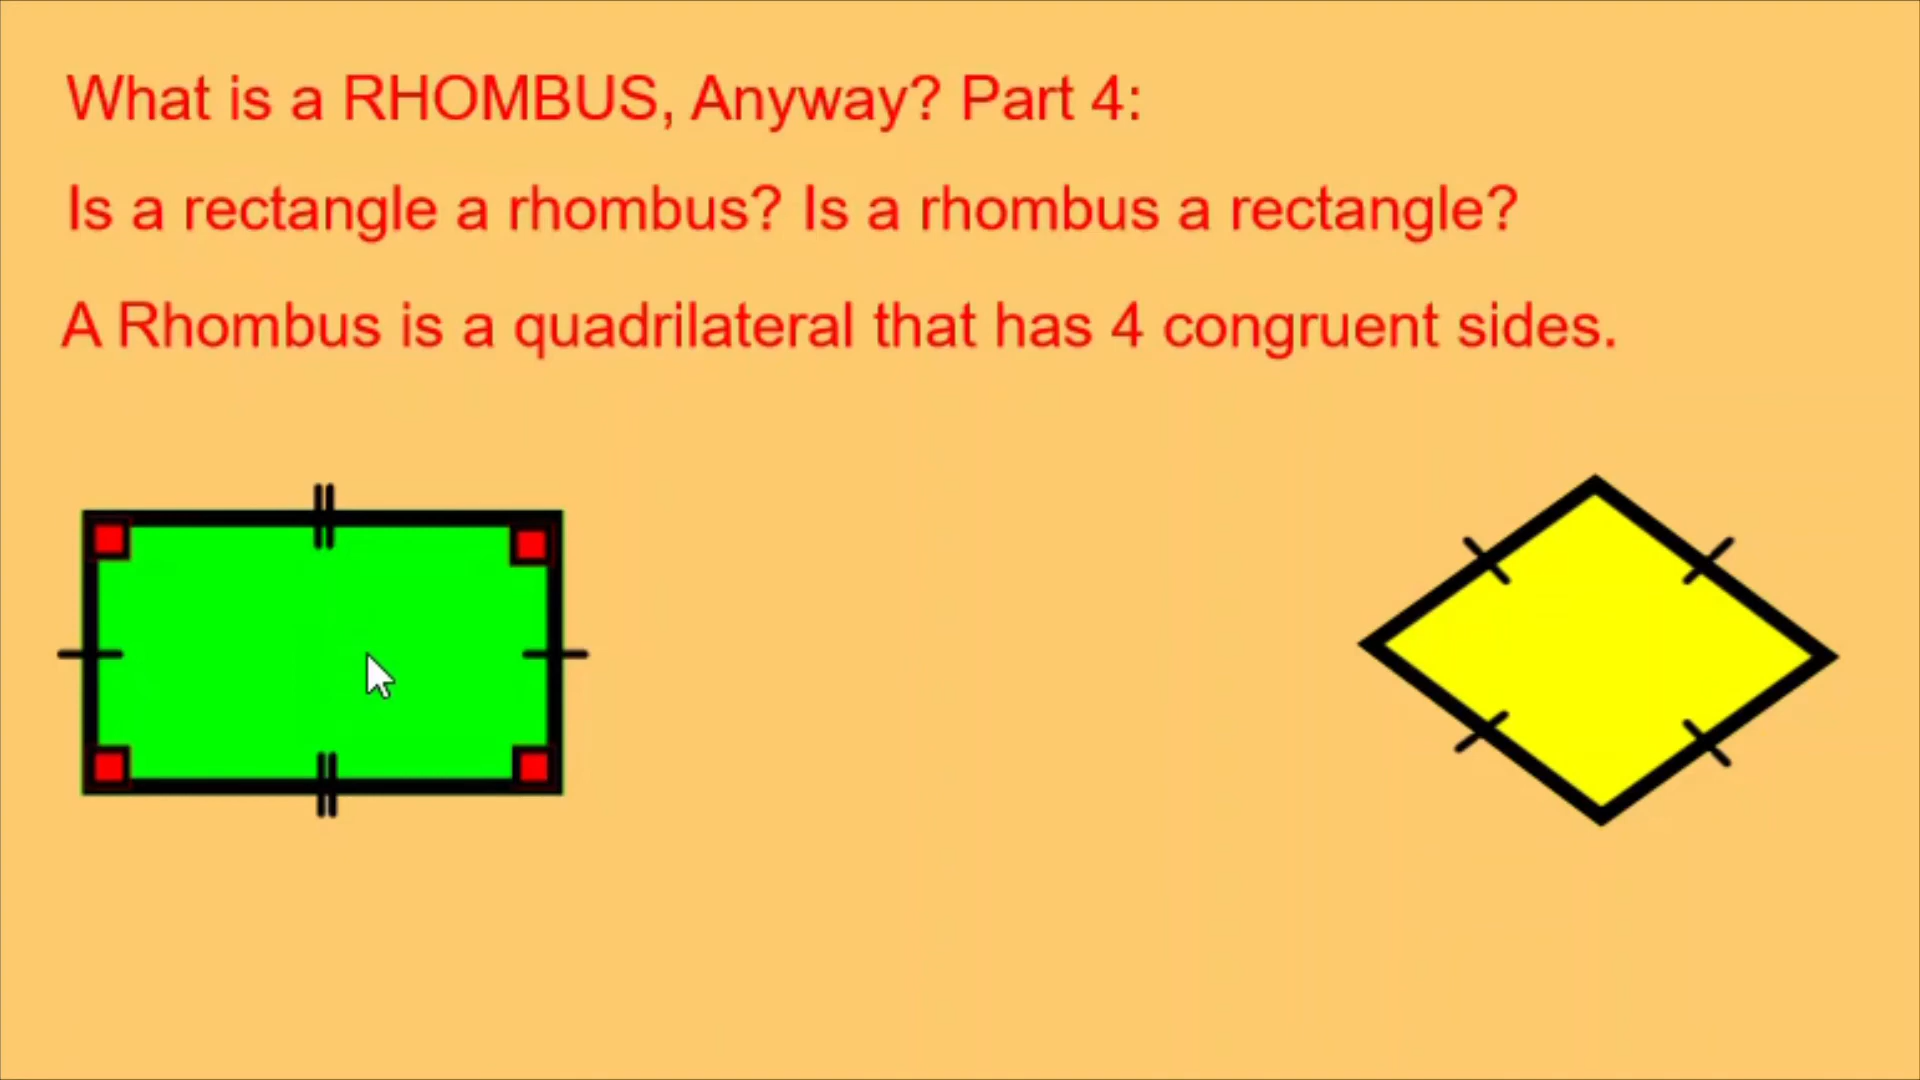 What is a RHOMBUS, Anyway? Part 4:
Is a rectangle a rhombus? Is a rhombus a rectangle?
A Rhombus is a quadrilateral that has 4 congruent sides.